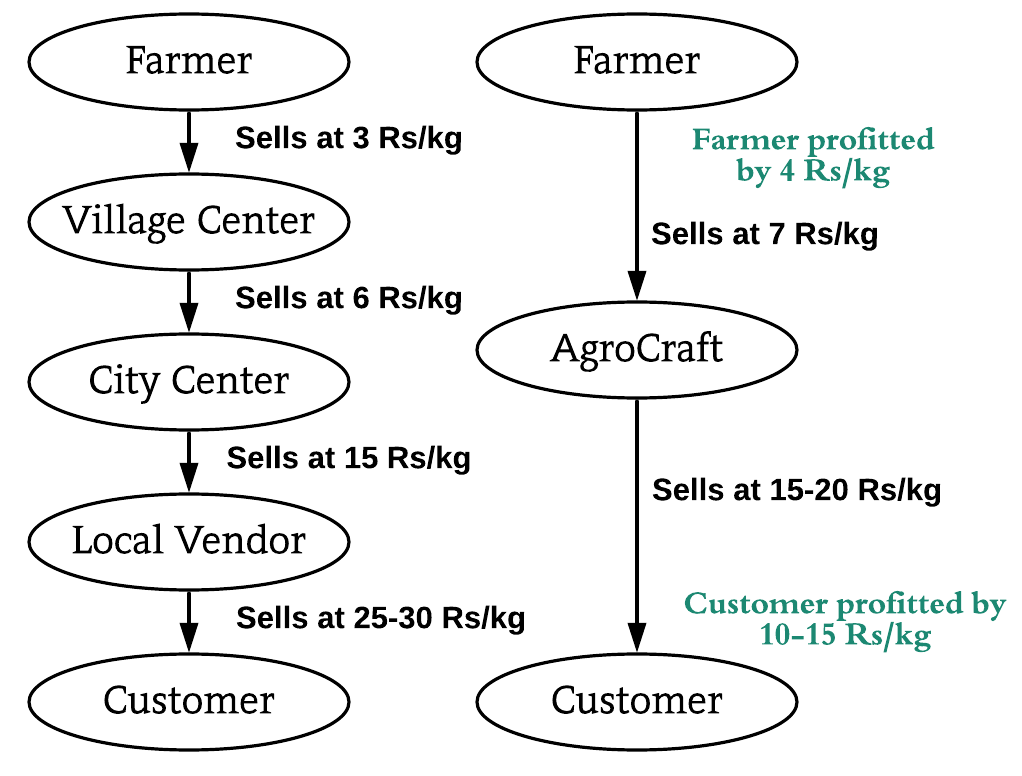 Farmer
Sells at 3 Rs/kg
Village Center
Sells at 6 Rs/kg
City Center
Sells at 15 Rs/kg
Local Vendor
Sells at 25-30 Rs/kg
Customer
Farmer
Farmer profitted
by 4 Rs/kg
Sells at 7 Rs/kg
AgroCraft
Sells at 15-20 Rs/kg
Customer profitted by
10–15 Rs/kg
Customer